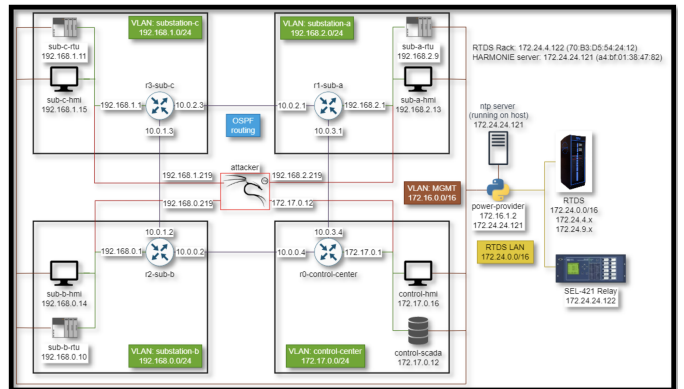 VLAN: substation-c
192.168.1.0/24
sub-c-rtu
192.168.1.11
sub-c-hmi
192.168.1.15
r3-sub-c
192.168.1.1
10.0.2.3
10.0.1.3
VLAN: substation-a
192.168.2.0/24
sub-a-rtu
192.168.2.9
sub-a-hmi
192.168.2.13
r1-sub-a
10.0.2.1
192.168.2.1
10.0.3.1
OSPF
routing
RTDS Rack: 172.24.4.122 (70:B3:D5:54:24:12)
HARMONIE server: 172.24.24.121 (a4:bf:01:38:47:82)
ntp server
(running on host)
172.24.24.121
attacker
192.168.1.219
192.168.2.219
192.168.0.219
172.17.0.12
VLAN: MGMT
172.16.0.0/16
power-provider
172.16.1.2
172.24.24.121
RTDS
172.24.0.0/16
172.24.4.x
172.24.9.x
RTDS LAN
172.24.0.0/16
SEL-421 Relay
172.24.24.122
10.0.1.2
192.168.0.1
10.0.0.2
r2-sub-b
sub-b-hmi
192.168.0.14
sub-b-rtu
192.168.0.10
VLAN: substation-b
192.168.0.0/24
10.0.3.4
10.0.0.4
172.17.0.1
r0-control-center
control-hmi
172.17.0.16
control-scada
172.17.0.12
VLAN: control-center
172.17.0.0/24